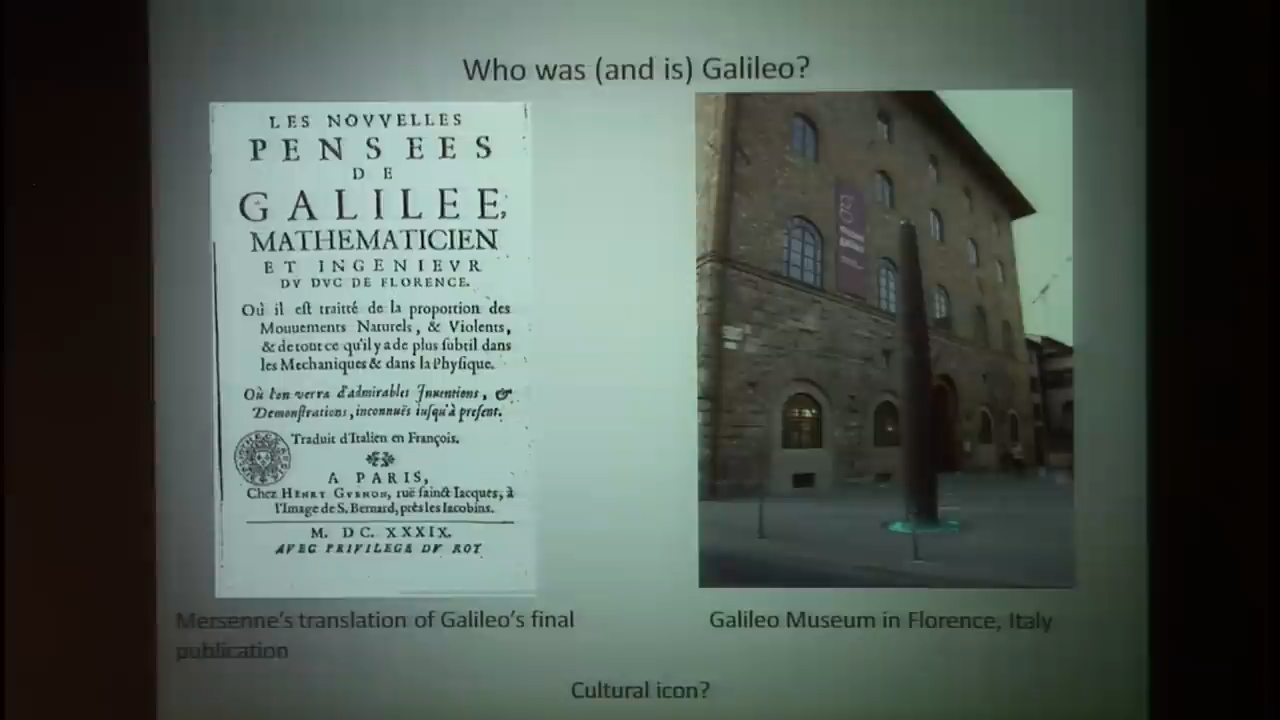 Who was (and is) Galileo?
LES NOVVELLES
PENSEES
DE
GALILEE,
MATHEMATICIEN
ET INGENIEVR
DV DVC DE FLORENCE.
Où il est traitté de la proportion des
Mouuements Naturels, & Violents,
& de tout ce qu'il y a de plus subtil dans
les Mechaniques & dans la Physique.
Où l'on verra d'admirables Inuentions, &
Demonstrations, inconnuës iusqu'à present.
Traduit d'Italien en François.
A PARIS,
Chez HENRY GVENON, ruë sainct Iacques, à
l'Image de S. Bernard, prés les Iacobins.
M. DC. XXXIX.
AVEC PRIVILEGE DV ROY
Mersenne's translation of Galileo's final
publication
Galileo Museum in Florence, Italy
Cultural icon?